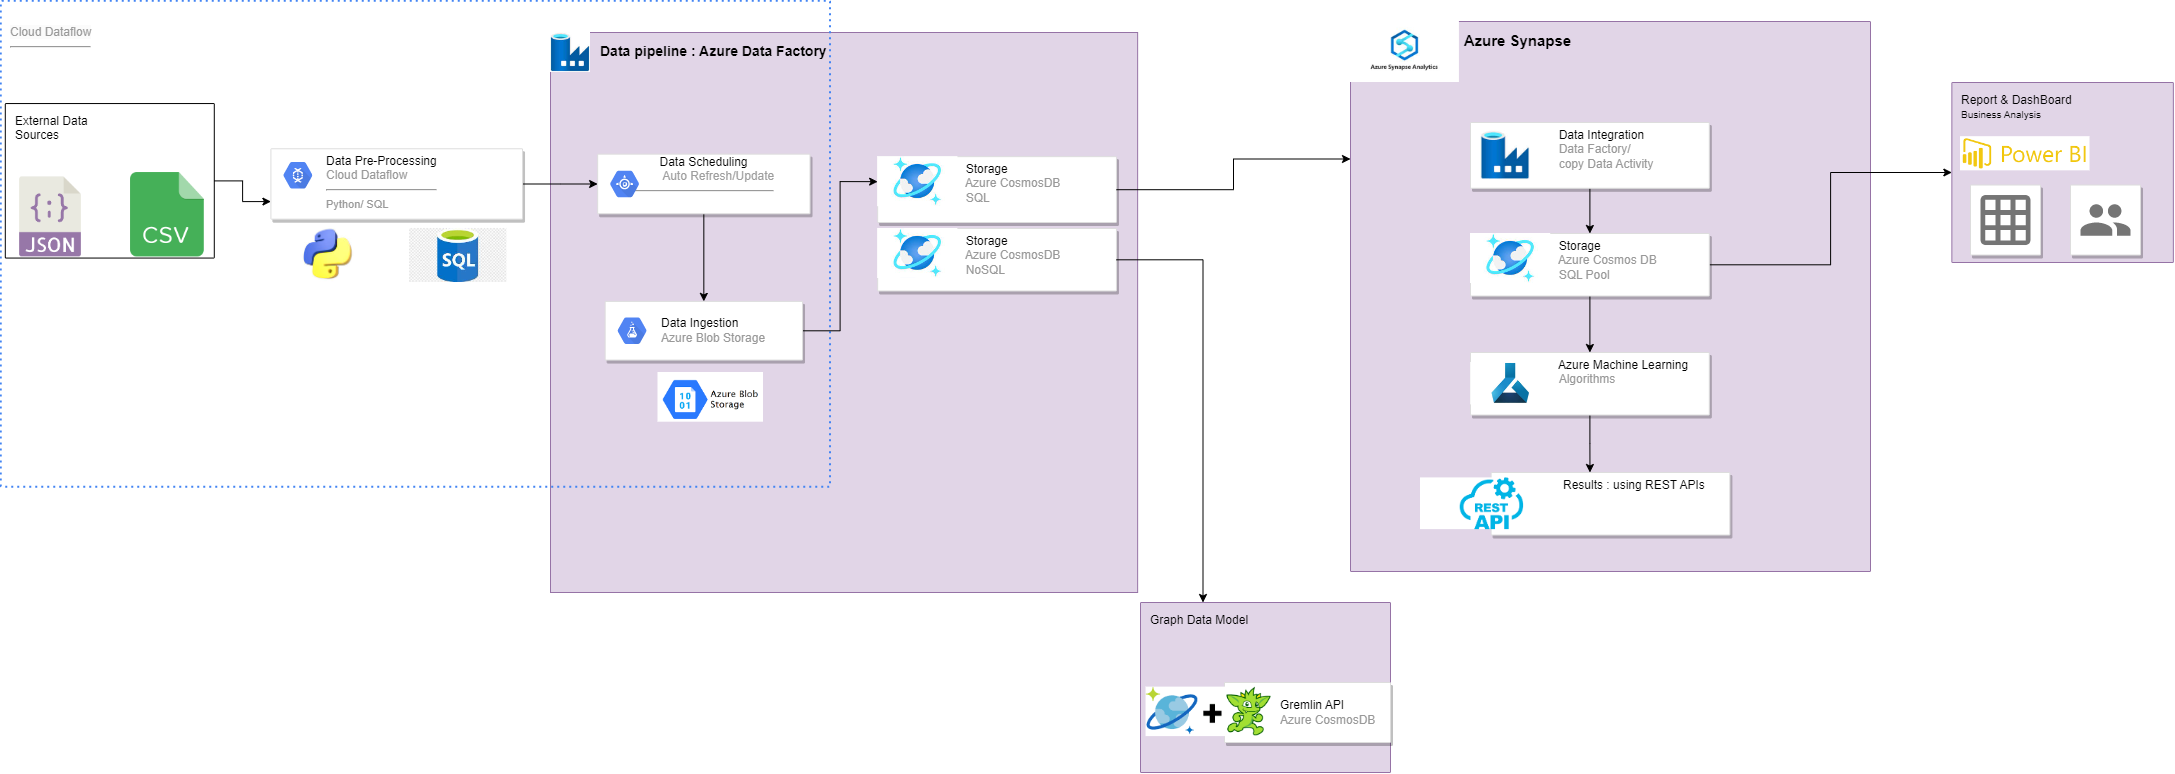 Cloud Dataflow
External Data
Sources
{;}
JSON
CSV
Data Pre-Processing
Cloud Dataflow
Python/ SQL
SQL
Data pipeline : Azure Data Factory
Data Scheduling
Auto Refresh/Update
Data Ingestion
Azure Blob Storage
10
01
Azure Blob
Storage
Storage
Azure CosmosDB
SQL
Storage
Azure CosmosDB
NoSQL
Graph Data Model
Gremlin API
Azure CosmosDB
Azure Synapse Analytics
Azure Synapse
Data Integration
Data Factory/
copy Data Activity
Storage
Azure Cosmos DB
SQL Pool
Azure Machine Learning
Algorithms
REST
API
Results : using REST APIs
Report & DashBoard
Business Analysis
Power BI